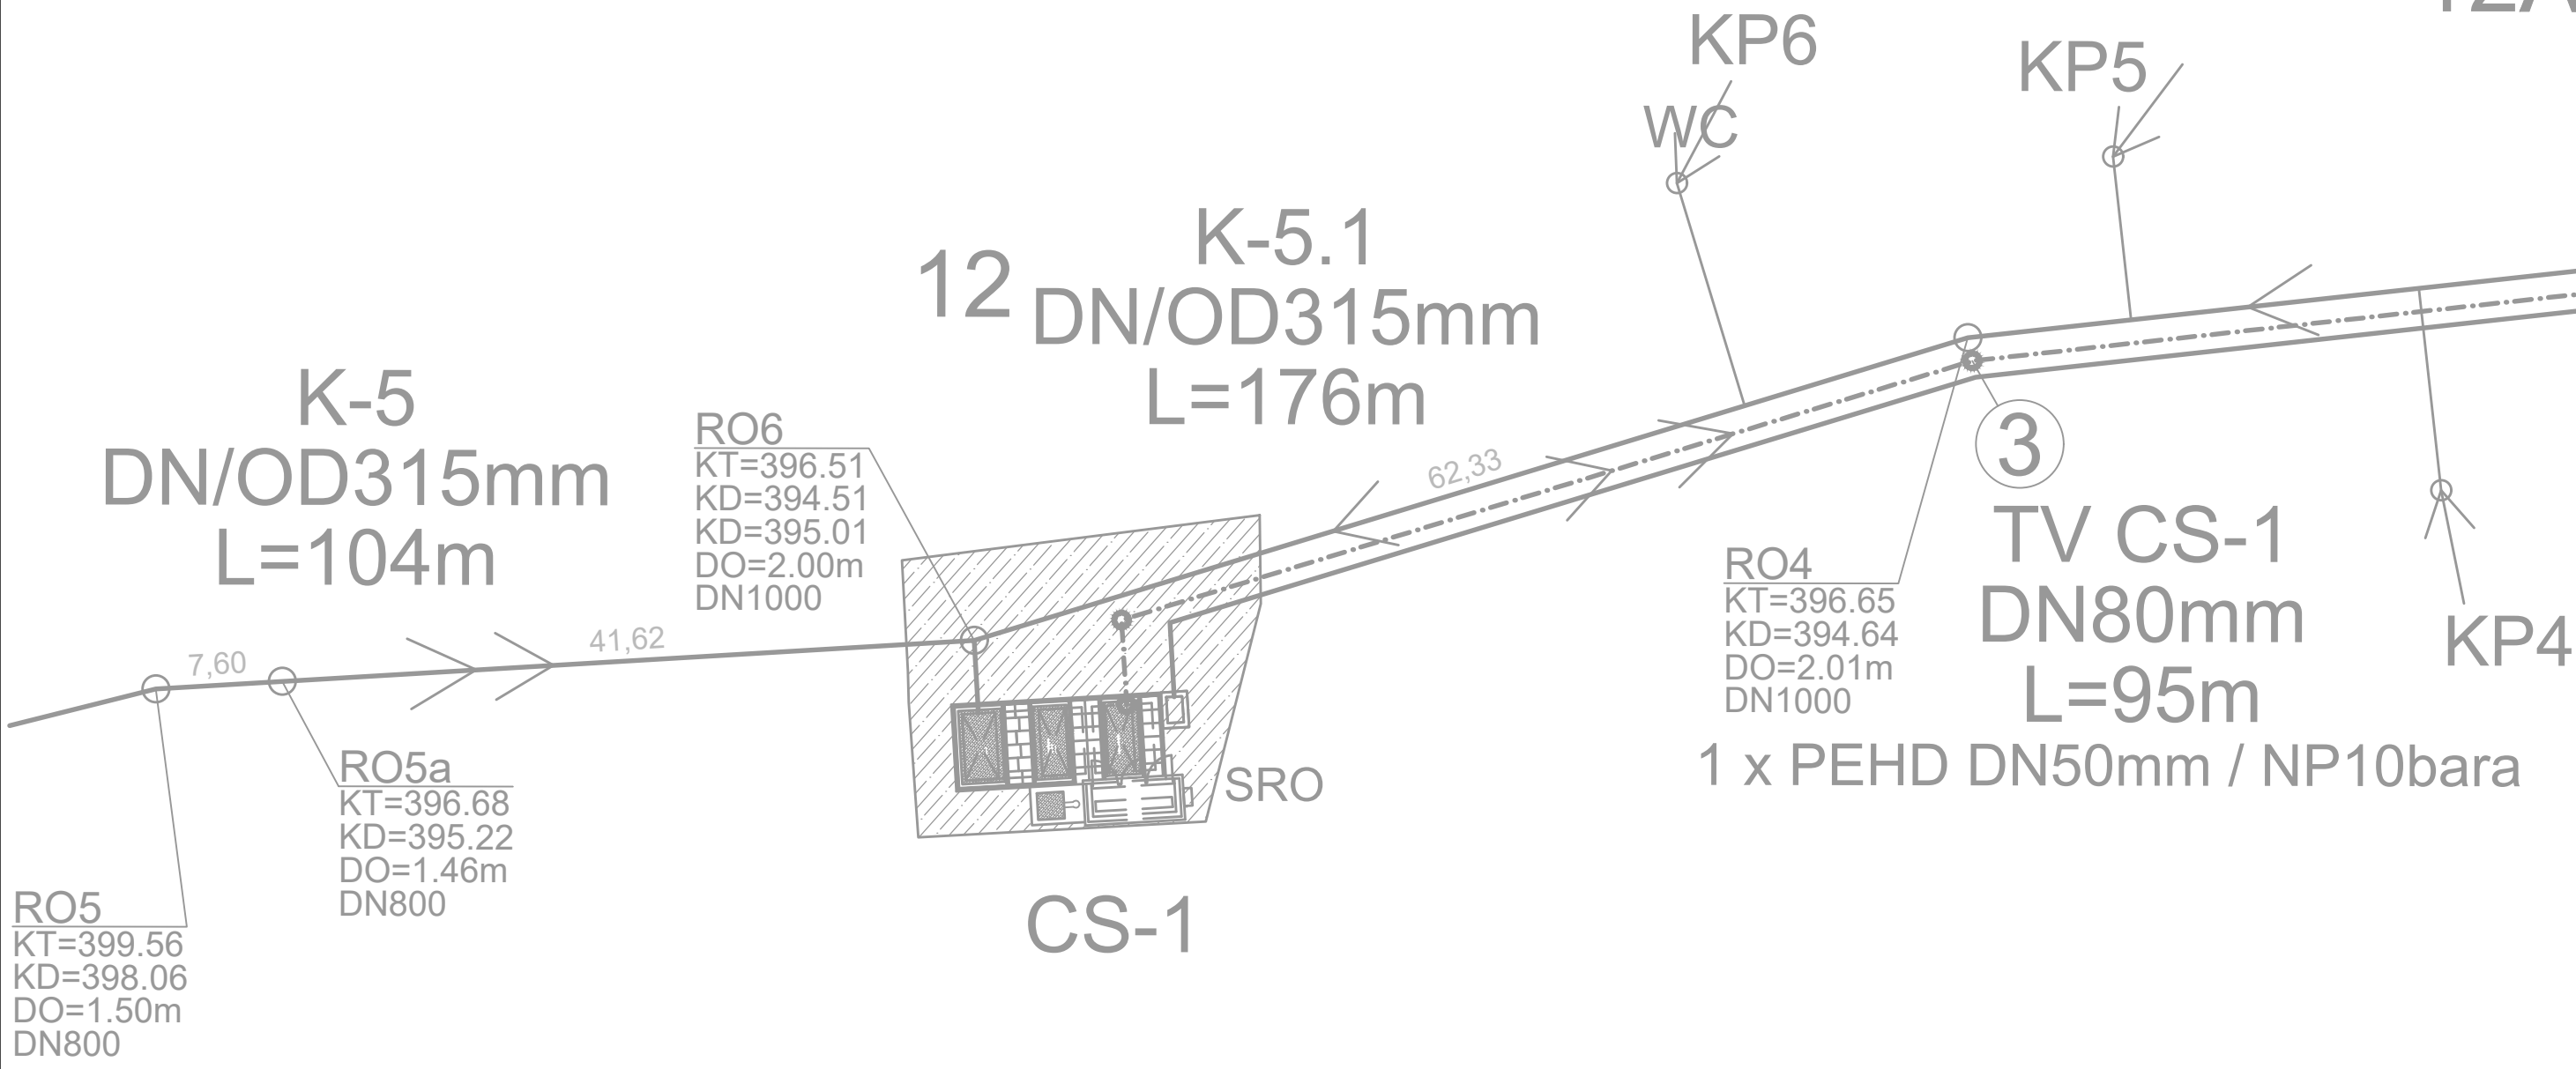 KP6
WC
KP5
K-5.1
12
DN/OD315mm
L=176m
K-5
DN/OD315mm
L=104m
RO6
KT=396.51
KD=394.51
KD=395.01
DO=2.00m
DN1000
62,33
3
TV CS-1
DN80mm
L=95m
1 x PEHD DN50mm / NP10bara
RO4
KT=396.65
KD=394.64
DO=2.01m
DN1000
KP4
7,60
41,62
SRO
RO5a
KT=396.68
KD=395.22
DO=1.46m
DN800
CS-1
RO5
KT=399.56
KD=398.06
DO=1.50m
DN800